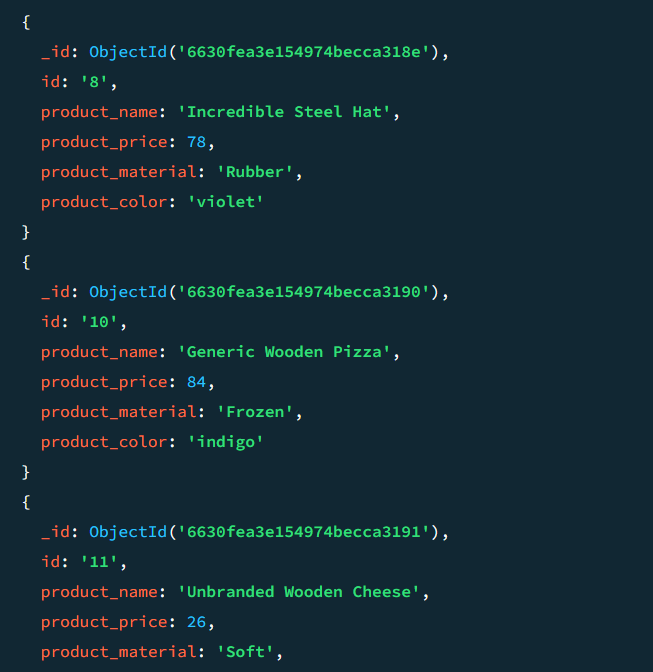 {
_id: ObjectId('6630fea3e154974becca318e'),
id: '8',
product_name: 'Incredible Steel Hat',
product_price: 78,
product_material: 'Rubber',
product_color: 'violet'
}
{
_id: ObjectId('6630fea3e154974becca3190'),
id: '10',
product_name: 'Generic Wooden Pizza',
product_price: 84,
product_material: 'Frozen',
product_color: 'indigo'
}
{
_id: ObjectId('6630fea3e154974becca3191'),
id: '11',
product_name: 'Unbranded Wooden Cheese',
product_price: 26,
product_material: 'Soft',